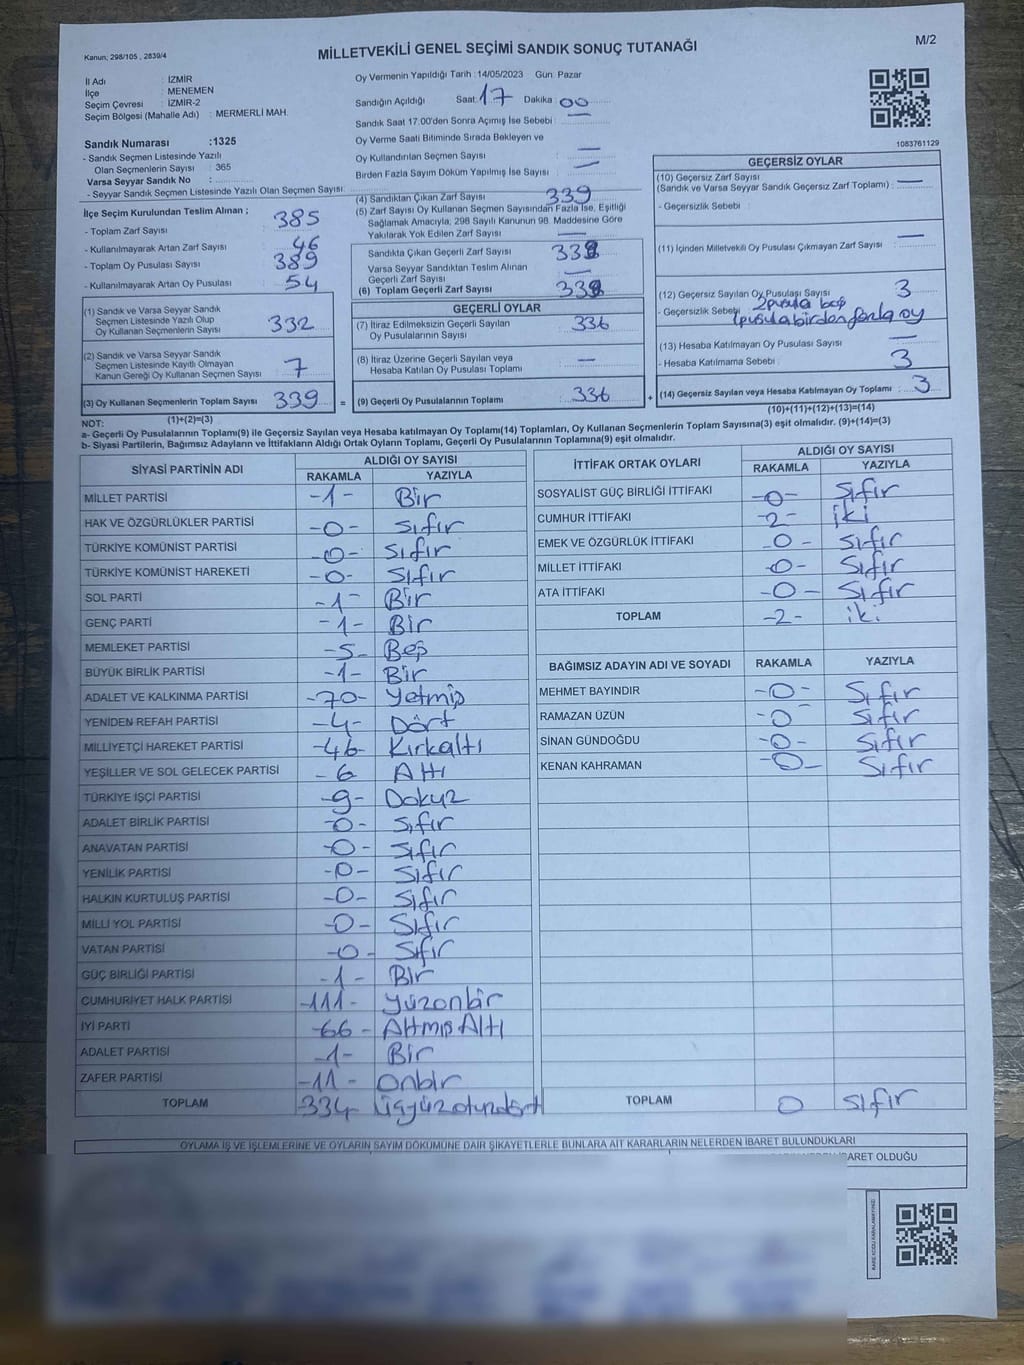 Kanun; 298/105 , 2839/4
MİLLETVEKİLİ GENEL SEÇİMİ SANDIK SONUÇ TUTANAĞI
M/2
İl Adı : İZMİR
İlçe : MENEMEN
Seçim Çevresi : İZMİR-2
Seçim Bölgesi (Mahalle Adı) : MERMERLİ MAH.
Oy Vermenin Yapıldığı Tarih : 14/05/2023 Gün: Pazar
Sandığın Açıldığı Saat: 17 Dakika 00
Sandık Saat 17:00'den Sonra Açımış İse Sebebi : —
Oy Verme Saati Bitiminde Sırada Bekleyen ve
Oy Kullandırılan Seçmen Sayısı —
Birden Fazla Sayım Döküm Yapılmış İse Sayısı : —
1083761129
Sandık Numarası :1325
- Sandık Seçmen Listesinde Yazılı
Olan Seçmenlerin Sayısı : 365
Varsa Seyyar Sandık No :
- Seyyar Sandık Seçmen Listesinde Yazılı Olan Seçmen Sayısı:
İlçe Seçim Kurulundan Teslim Alınan ;
- Toplam Zarf Sayısı 385
- Kullanılmayarak Artan Zarf Sayısı 46
- Toplam Oy Pusulası Sayısı 389
- Kullanılmayarak Artan Oy Pusulası 54
(1) Sandık ve Varsa Seyyar Sandık
Seçmen Listesinde Yazılı Olup
Oy Kullanan Seçmenlerin Sayısı 332
(2) Sandık ve Varsa Seyyar Sandık
Seçmen Listesinde Kayıtlı Olmayan
Kanun Gereği Oy Kullanan Seçmen Sayısı 7
(3) Oy Kullanan Seçmenlerin Toplam Sayısı 339 =
(1)+(2)=(3)
(4) Sandıktan Çıkan Zarf Sayısı 339
(5) Zarf Sayısı Oy Kullanan Seçmen Sayısından Fazla İse, Eşitliği
Sağlamak Amacıyla, 298 Sayılı Kanunun 98. Maddesine Göre
Yakılarak Yok Edilen Zarf Sayısı : —
Sandıkta Çıkan Geçerli Zarf Sayısı 339
Varsa Seyyar Sandıktan Teslim Alınan
Geçerli Zarf Sayısı —
(6) Toplam Geçerli Zarf Sayısı 339
GEÇERLİ OYLAR
(7) İtiraz Edilmeksizin Geçerli Sayılan
Oy Pusulalarının Sayısı 336
(8) İtiraz Üzerine Geçerli Sayılan veya
Hesaba Katılan Oy Pusulası Toplamı —
(9) Geçerli Oy Pusulalarının Toplamı 336 +
GEÇERSİZ OYLAR
(10) Geçersiz Zarf Sayısı
(Sandık ve Varsa Seyyar Sandık Geçersiz Zarf Toplamı) : —
- Geçersizlik Sebebi
(11) İçinden Milletvekili Oy Pusulası Çıkmayan Zarf Sayısı : —
(12) Geçersiz Sayılan Oy Pusulası Sayısı 3
- Geçersizlik Sebebi 2 pusula boş
1 pusula birden fazla oy
(13) Hesaba Katılmayan Oy Pusulası Sayısı —
- Hesaba Katılmama Sebebi 3
(14) Geçersiz Sayılan veya Hesaba Katılmayan Oy Toplamı : 3
(10)+(11)+(12)+(13)=(14)
NOT:
a- Geçerli Oy Pusulalarının Toplamı(9) ile Geçersiz Sayılan veya Hesaba katılmayan Oy Toplamı(14) Toplamları, Oy Kullanan Seçmenlerin Toplam Sayısına(3) eşit olmalıdır. (9)+(14)=(3)
b- Siyasi Partilerin, Bağımsız Adayların ve İttifakların Aldığı Ortak Oyların Toplamı, Geçerli Oy Pusulalarının Toplamına(9) eşit olmalıdır.
SİYASİ PARTİNİN ADI ALDIĞI OY SAYISI
RAKAMLA YAZIYLA
MİLLET PARTİSİ -1- Bir
HAK VE ÖZGÜRLÜKLER PARTİSİ -0- Sıfır
TÜRKİYE KOMÜNİST PARTİSİ -0- Sıfır
TÜRKİYE KOMÜNİST HAREKETİ -0- Sıfır
SOL PARTİ -1- Bir
GENÇ PARTİ -1- Bir
MEMLEKET PARTİSİ -5- Beş
BÜYÜK BİRLİK PARTİSİ -1- Bir
ADALET VE KALKINMA PARTİSİ -70- Yetmiş
YENİDEN REFAH PARTİSİ -4- Dört
MİLLİYETÇİ HAREKET PARTİSİ -46- Kırkaltı
YEŞİLLER VE SOL GELECEK PARTİSİ - 6 Altı
TÜRKİYE İŞÇİ PARTİSİ -9- Dokuz
ADALET BİRLİK PARTİSİ -0- Sıfır
ANAVATAN PARTİSİ -0- Sıfır
YENİLİK PARTİSİ -0- Sıfır
HALKIN KURTULUŞ PARTİSİ -0- Sıfır
MİLLİ YOL PARTİSİ -0- Sıfır
VATAN PARTİSİ -0- Sıfır
GÜÇ BİRLİĞİ PARTİSİ -1- Bir
CUMHURİYET HALK PARTİSİ -111- Yüzonbir
İYİ PARTİ -66- Altmış Altı
ADALET PARTİSİ -1- Bir
ZAFER PARTİSİ -11- Onbir
TOPLAM -334 Üçyüzotuzdört
İTTİFAK ORTAK OYLARI ALDIĞI OY SAYISI
RAKAMLA YAZIYLA
SOSYALİST GÜÇ BİRLİĞİ İTTİFAKI -0- Sıfır
CUMHUR İTTİFAKI -2- İki
EMEK VE ÖZGÜRLÜK İTTİFAKI -0- Sıfır
MİLLET İTTİFAKI -0- Sıfır
ATA İTTİFAKI -0- Sıfır
TOPLAM -2- iki
BAĞIMSIZ ADAYIN ADI VE SOYADI RAKAMLA YAZIYLA
MEHMET BAYINDIR -0- Sıfır
RAMAZAN ÜZÜN -0- Sıfır
SİNAN GÜNDOĞDU -0- Sıfır
KENAN KAHRAMAN -0- Sıfır
TOPLAM 0 Sıfır
OYLAMA İŞ VE İŞLEMLERİNE VE OYLARIN SAYIM DÖKÜMÜNE DAİR ŞİKAYETLERLE BUNLARA AİT KARARLARIN NELERDEN İBARET BULUNDUKLARI
İBARET OLDUĞU
KARE KODU KARALAMAYINIZ!